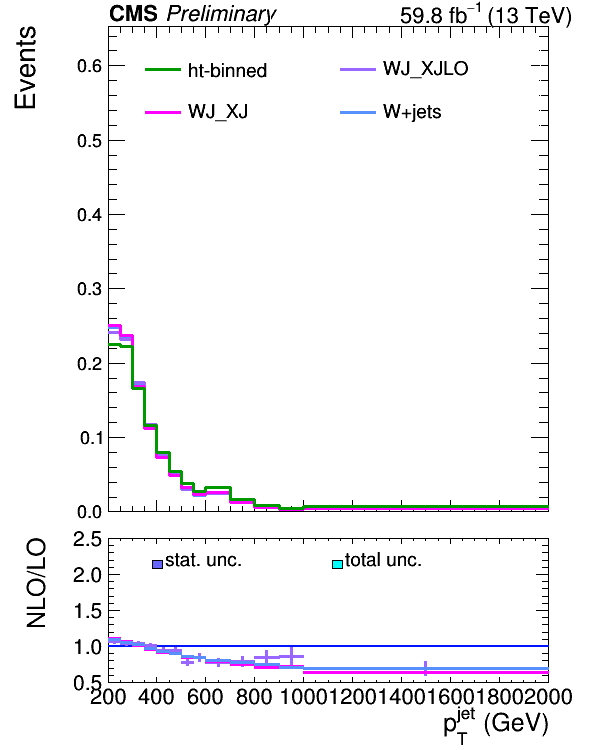 CMS Preliminary 59.8 fb⁻¹ (13 TeV)
Events
0.6
0.5
0.4
0.3
0.2
0.1
0.0
ht-binned
WJ_XJLO
WJ_XJ
W+jets
NLO/LO
2.5
2.0
1.5
1.0
0.5
stat. unc.
total unc.
200 400 600 800 1000 1200 1400 1600 1800 2000
p_T^jet (GeV)